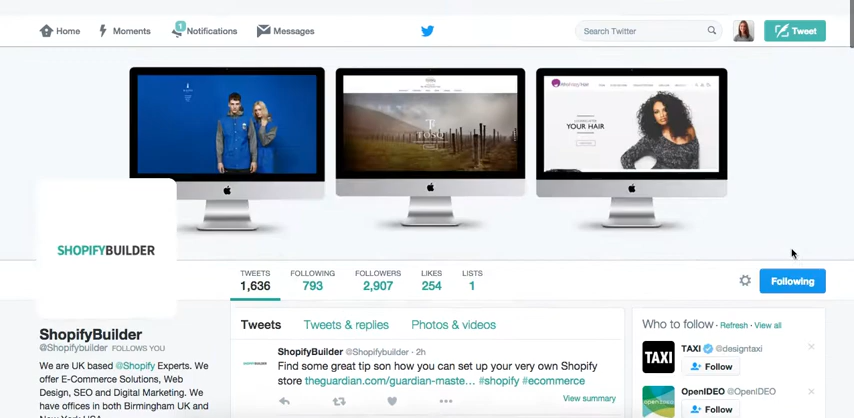 Home
Moments
1
Notifications
Messages
Search Twitter
Tweet
YOUR HAIR
SHOPIFYBUILDER
TWEETS FOLLOWING FOLLOWERS LIKES LISTS
1,636 793 2,907 254 1
Following
ShopifyBuilder
@Shopifybuilder FOLLOWS YOU
We are UK based @Shopify Experts. We
offer E-Commerce Solutions, Web
Design, SEO and Digital Marketing. We
have offices in both Birmingham UK and
New York USA
Tweets Tweets & replies Photos & videos
ShopifyBuilder @Shopifybuilder · 2h
Find some great tip son how you can set up your very own Shopify
store theguardian.com/guardian-maste... #shopify #ecommerce
View summary
Who to follow · Refresh · View all
TAXI
TAXI @designtaxi
Follow
OpenIDEO @OpenIDEO
Follow